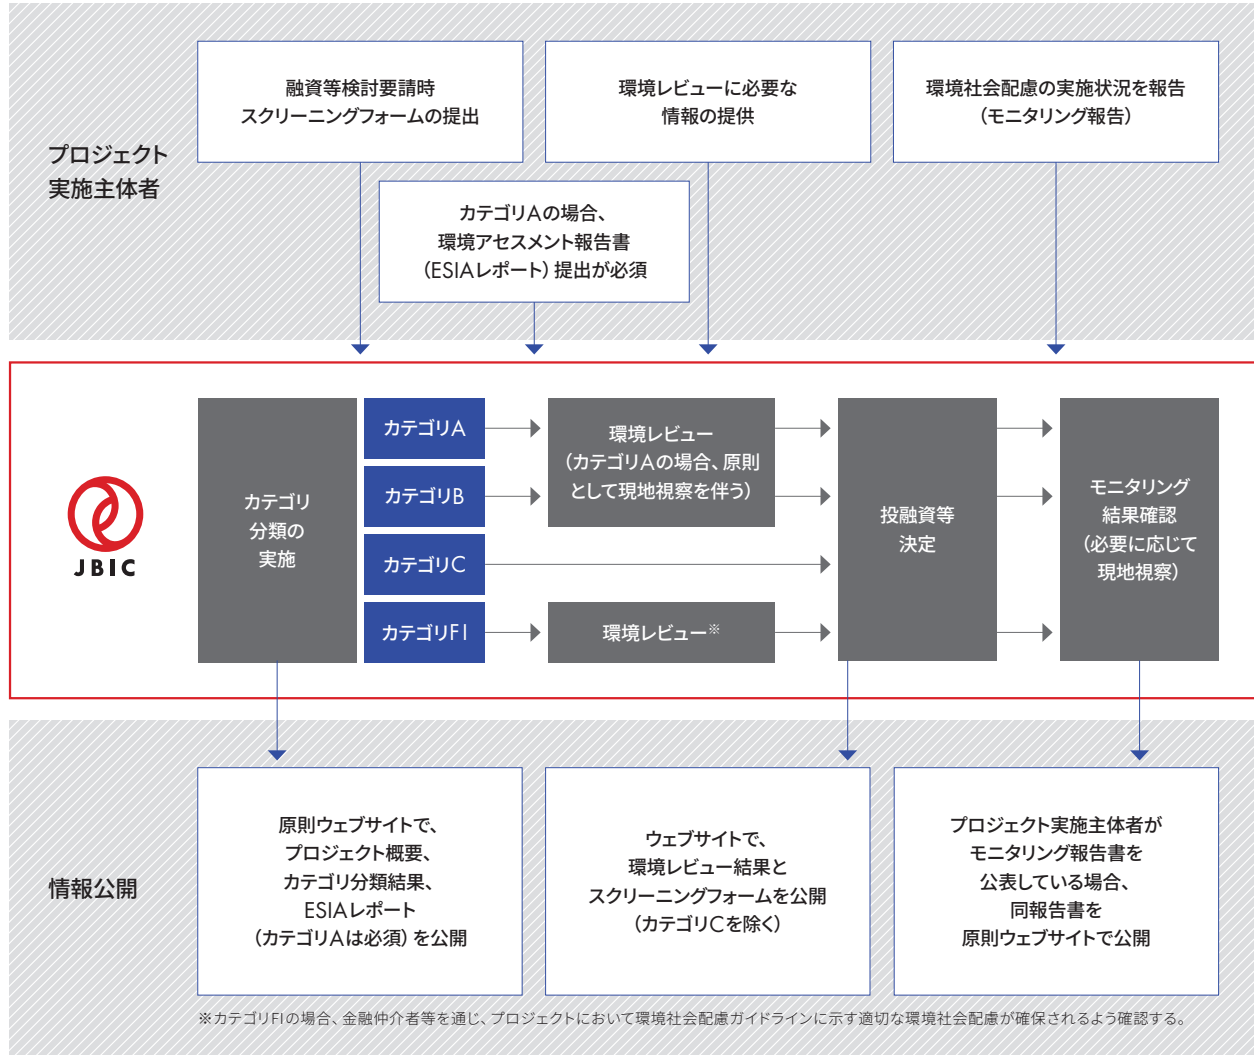 プロジェクト
実施主体者
融資等検討要請時
スクリーニングフォームの提出
環境レビューに必要な
情報の提供
環境社会配慮の実施状況を報告
（モニタリング報告）
カテゴリAの場合、
環境アセスメント報告書
（ESIAレポート）提出が必須
JBIC
カテゴリ
分類の
実施
カテゴリA
カテゴリB
カテゴリC
カテゴリFI
環境レビュー
（カテゴリAの場合、原則
として現地視察を伴う）
環境レビュー※
投融資等
決定
モニタリング
結果確認
（必要に応じて
現地視察）
情報公開
原則ウェブサイトで、
プロジェクト概要、
カテゴリ分類結果、
ESIAレポート
（カテゴリAは必須）を公開
ウェブサイトで、
環境レビュー結果と
スクリーニングフォームを公開
（カテゴリCを除く）
プロジェクト実施主体者が
モニタリング報告書を
公表している場合、
同報告書を
原則ウェブサイトで公開
※カテゴリFIの場合、金融仲介者等を通じ、プロジェクトにおいて環境社会配慮ガイドラインに示す適切な環境社会配慮が確保されるよう確認する。